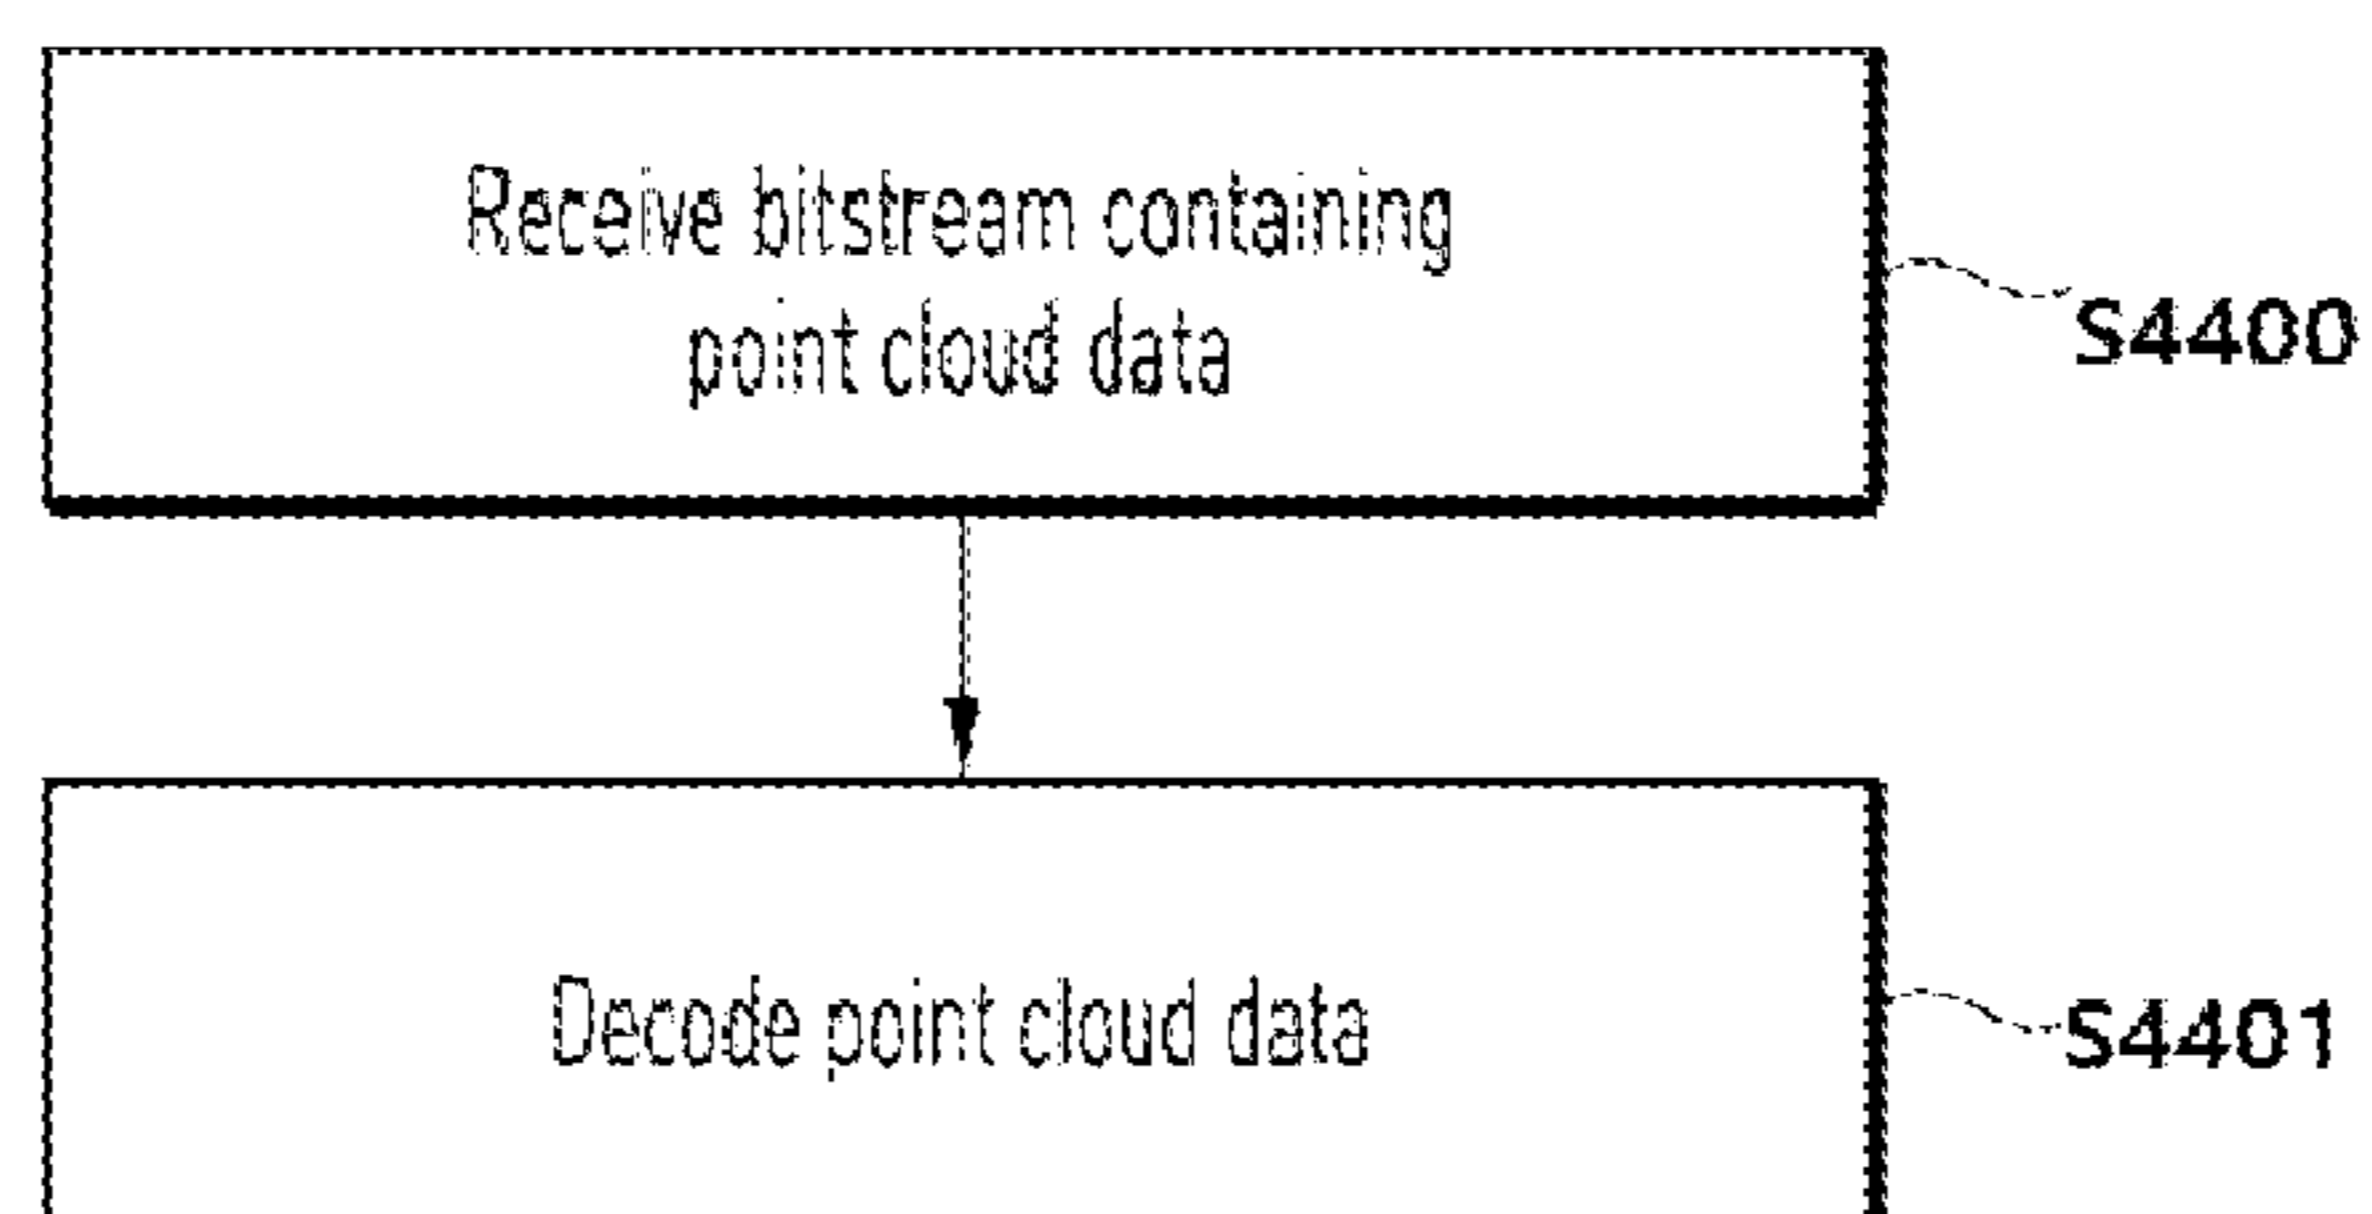 Receive bitstream containing
point cloud data
S4400
Decode point cloud data
S4401